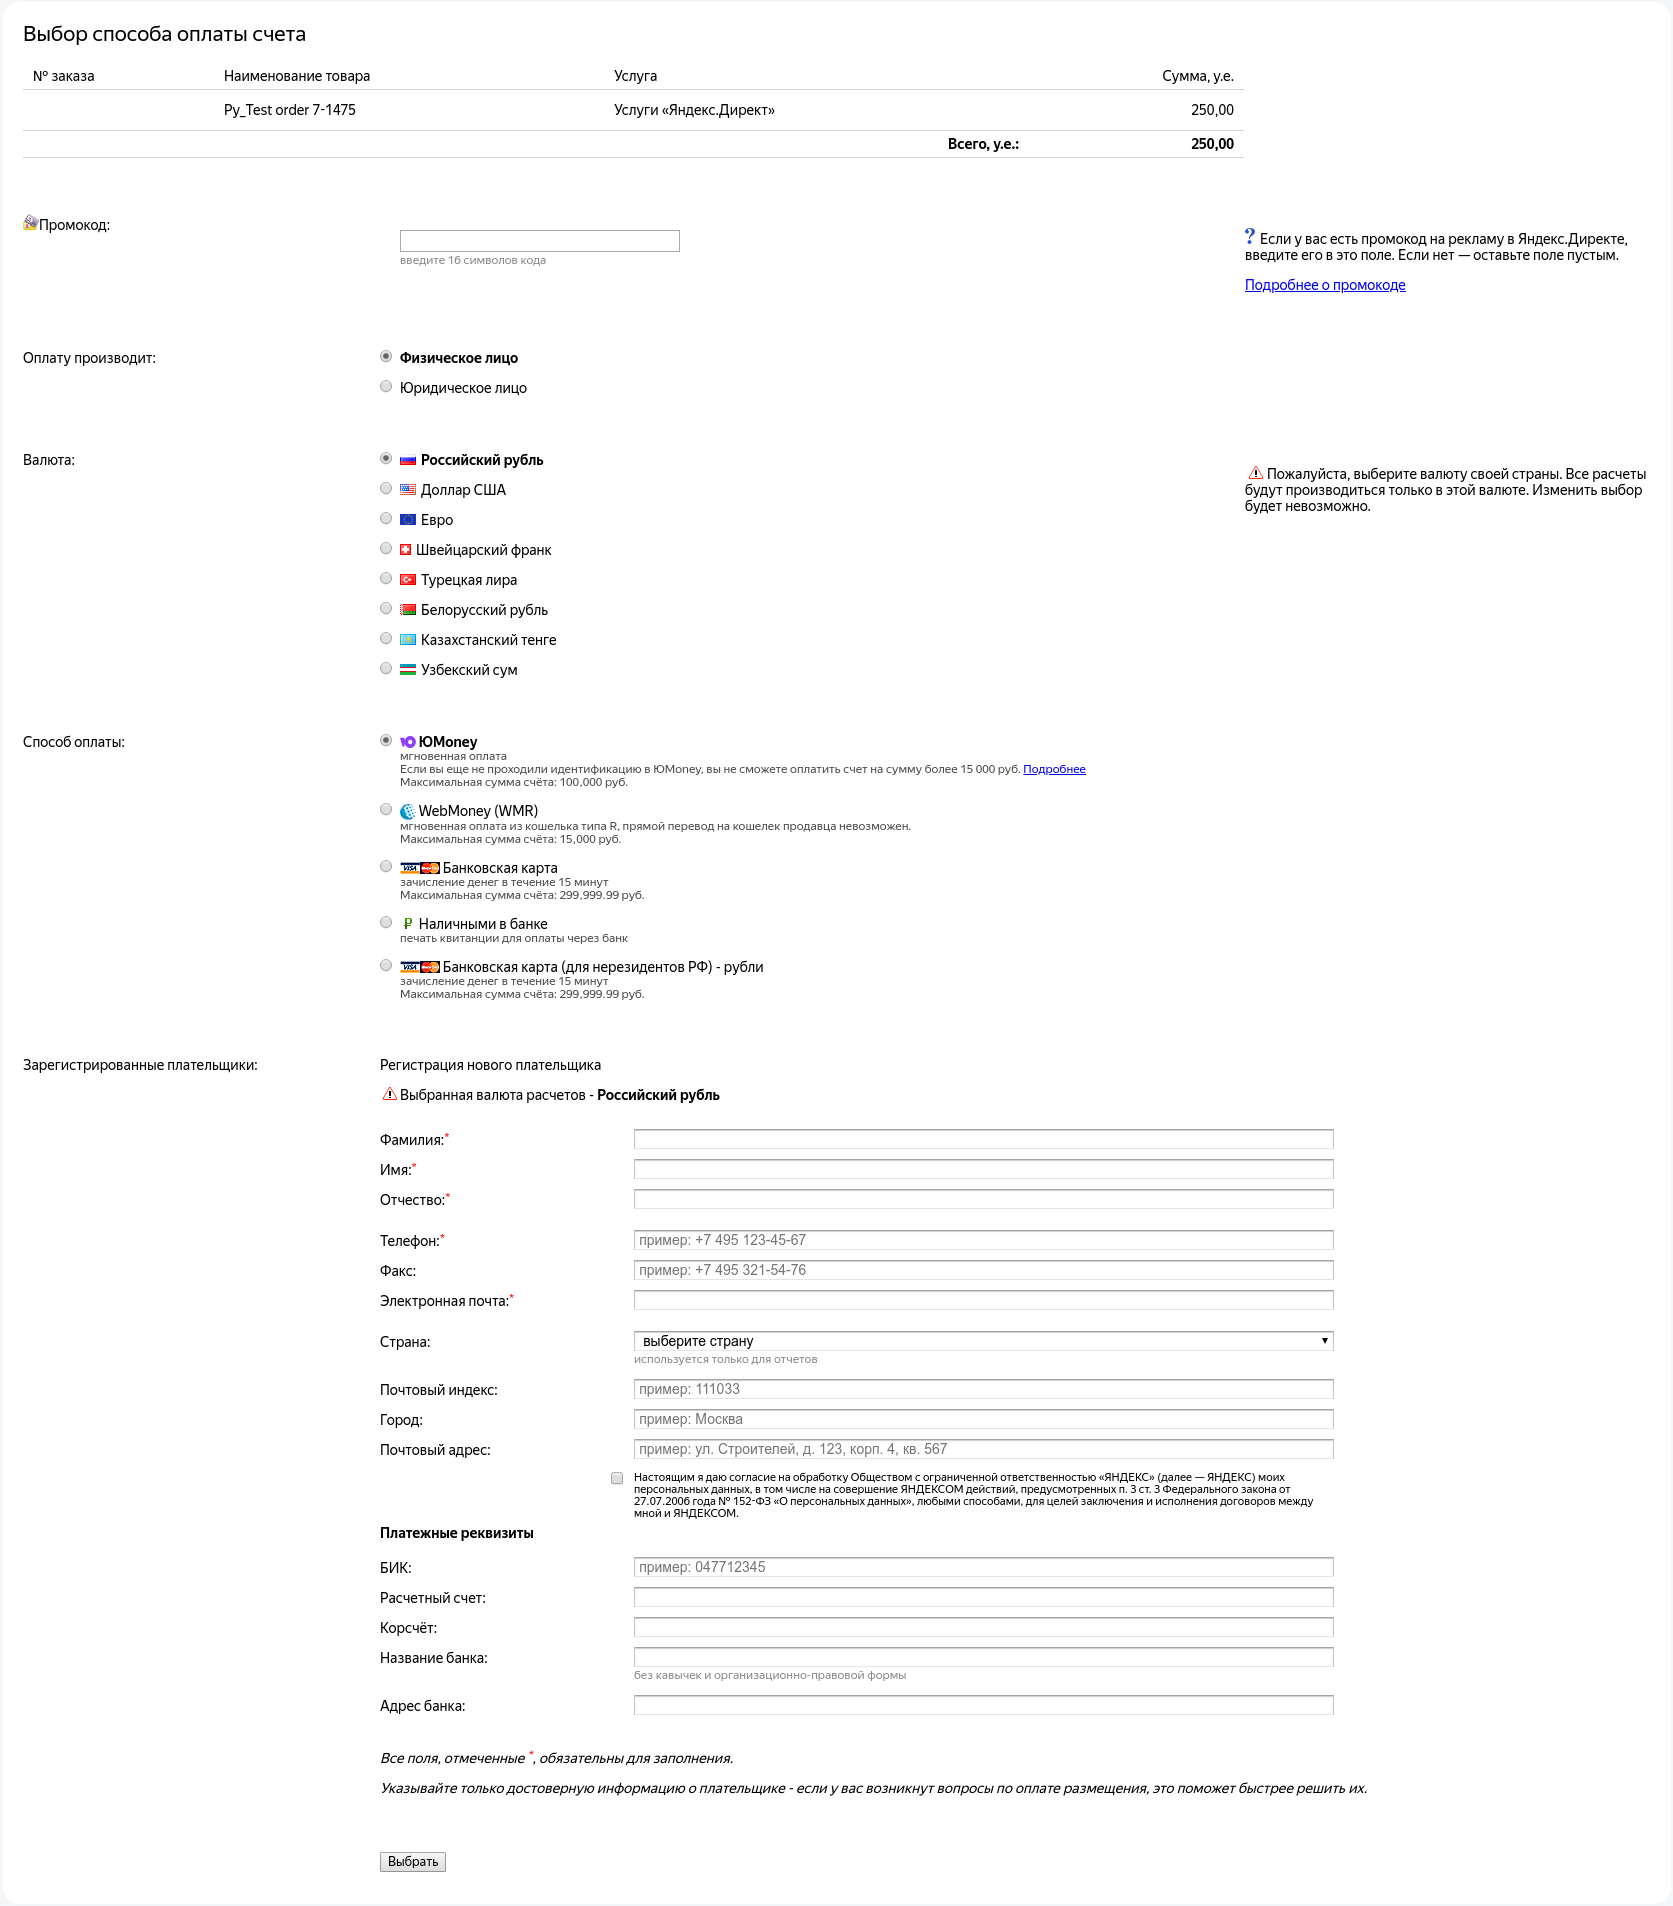 Выбор способа оплаты счета
№ заказа Наименование товара Услуга Сумма, у.е.
Py_Test order 7-1475 Услуги «Яндекс.Директ» 250,00
Всего, у.е.: 250,00
Промокод:
введите 16 символов кода
? Если у вас есть промокод на рекламу в Яндекс.Директе,
введите его в это поле. Если нет — оставьте поле пустым.
Подробнее о промокоде
Оплату производит: Физическое лицо
Юридическое лицо
Валюта: Российский рубль
Доллар США
Евро
Швейцарский франк
Турецкая лира
Белорусский рубль
Казахстанский тенге
Узбекский сум
Пожалуйста, выберите валюту своей страны. Все расчеты
будут производиться только в этой валюте. Изменить выбор
будет невозможно.
Способ оплаты: ЮMoney
мгновенная оплата
Если вы еще не проходили идентификацию в ЮMoney, вы не сможете оплатить счет на сумму более 15 000 руб. Подробнее
Максимальная сумма счёта: 100,000 руб.
WebMoney (WMR)
мгновенная оплата из кошелька типа R, прямой перевод на кошелек продавца невозможен.
Максимальная сумма счёта: 15,000 руб.
VISA MasterCard Банковская карта
зачисление денег в течение 15 минут
Максимальная сумма счёта: 299,999.99 руб.
₽ Наличными в банке
печать квитанции для оплаты через банк
VISA MasterCard Банковская карта (для нерезидентов РФ) - рубли
зачисление денег в течение 15 минут
Максимальная сумма счёта: 299,999.99 руб.
Зарегистрированные плательщики: Регистрация нового плательщика
Выбранная валюта расчетов - Российский рубль
Фамилия:*
Имя:*
Отчество:*
Телефон:* пример: +7 495 123-45-67
Факс: пример: +7 495 321-54-76
Электронная почта:*
Страна: выберите страну
используется только для отчетов
Почтовый индекс: пример: 111033
Город: пример: Москва
Почтовый адрес: пример: ул. Строителей, д. 123, корп. 4, кв. 567
Настоящим я даю согласие на обработку Обществом с ограниченной ответственностью «ЯНДЕКС» (далее — ЯНДЕКС) моих
персональных данных, в том числе на совершение ЯНДЕКСОМ действий, предусмотренных п. 3 ст. 3 Федерального закона от
27.07.2006 года № 152-ФЗ «О персональных данных», любыми способами, для целей заключения и исполнения договоров между
мной и ЯНДЕКСОМ.
Платежные реквизиты
БИК: пример: 047712345
Расчетный счет:
Корсчёт:
Название банка:
без кавычек и организационно-правовой формы
Адрес банка:
Все поля, отмеченные *, обязательны для заполнения.
Указывайте только достоверную информацию о плательщике - если у вас возникнут вопросы по оплате размещения, это поможет быстрее решить их.
Выбрать